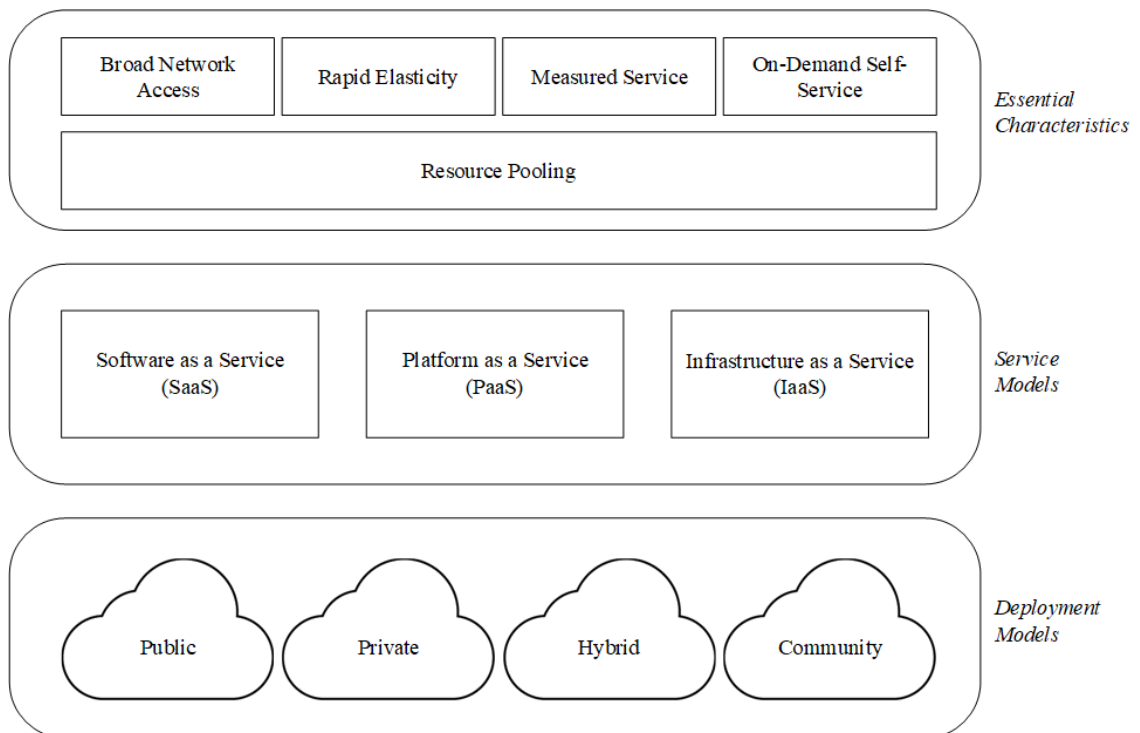 Broad Network
Access
Rapid Elasticity
Measured Service
On-Demand Self-
Service
Resource Pooling
Essential
Characteristics
Software as a Service
(SaaS)
Platform as a Service
(PaaS)
Infrastructure as a Service
(IaaS)
Service
Models
Public
Private
Hybrid
Community
Deployment
Models